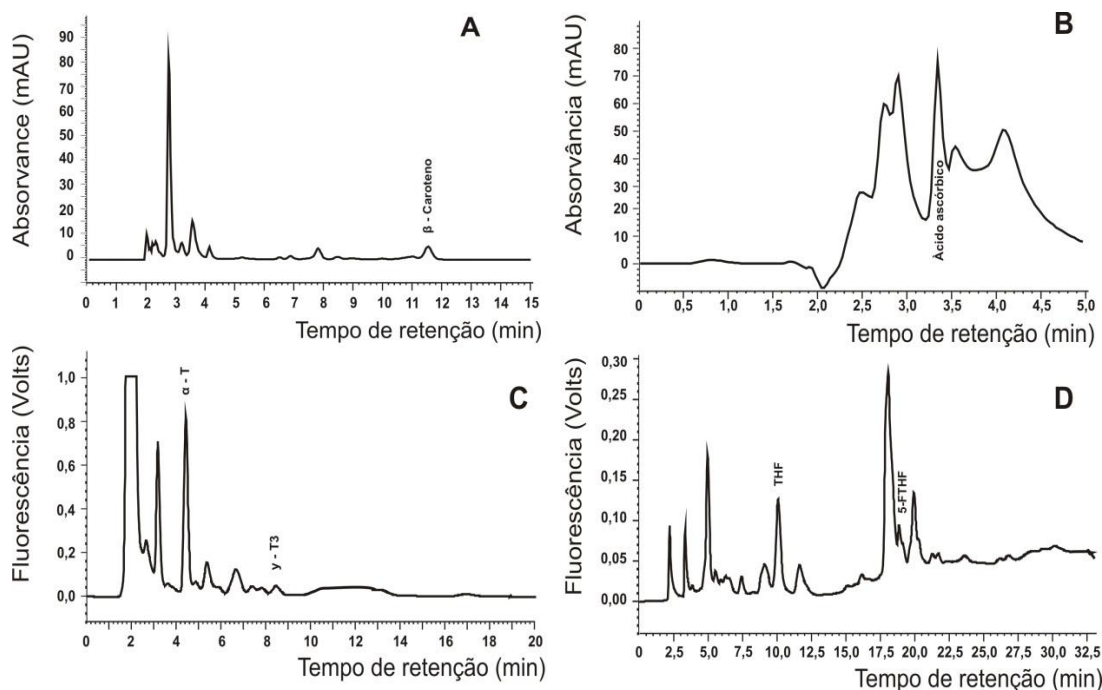 A
Absorvance (mAU)
90
80
70
60
50
40
30
20
10
0
β - Caroteno
0 1 2 3 4 5 6 7 8 9 10 11 12 13 14 15
Tempo de retenção (min)
B
Absorvância (mAU)
80
70
60
50
40
30
20
10
0
Àcido ascórbico
0 0,5 1,0 1,5 2,0 2,5 3,0 3,5 4,0 4,5 5,0
Tempo de retenção (min)
C
Fluorescência (Volts)
1,0
0,8
0,6
0,4
0,2
0,0
α - T
y - T3
0 2 4 6 8 10 12 14 16 18 20
Tempo de retenção (min)
D
Fluorescência (Volts)
0,30
0,25
0,20
0,15
0,10
0,05
0,00
THF
5-FTHF
0 2,5 5,0 7,5 10,0 12,5 15,0 17,5 20,0 22,5 25,0 27,5 30,0 32,5
Tempo de retenção (min)